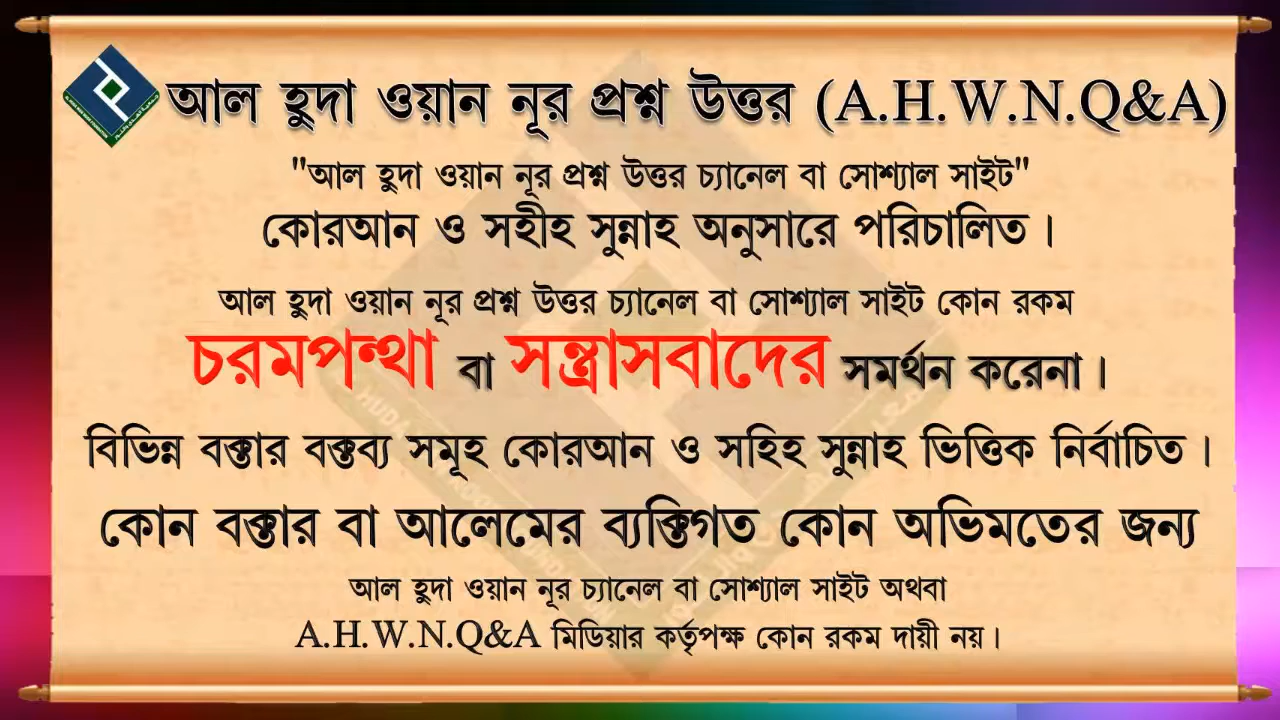 আল হুদা ওয়ান নূর প্রশ্ন উত্তর (A.H.W.N.Q&A)
"আল হুদা ওয়ান নূর প্রশ্ন উত্তর চ্যানেল বা সোশ্যাল সাইট"
কোরআন ও সহীহ সুন্নাহ অনুসারে পরিচালিত।
আল হুদা ওয়ান নূর প্রশ্ন উত্তর চ্যানেল বা সোশ্যাল সাইট কোন রকম
চরমপন্থা বা সন্ত্রাসবাদের সমর্থন করেনা।
বিভিন্ন বক্তার বক্তব্য সমূহ কোরআন ও সহিহ সুন্নাহ ভিত্তিক নির্বাচিত।
কোন বক্তার বা আলেমের ব্যক্তিগত কোন অভিমতের জন্য
আল হুদা ওয়ান নূর চ্যানেল বা সোশ্যাল সাইট অথবা
A.H.W.N.Q&A মিডিয়ার কর্তৃপক্ষ কোন রকম দায়ী নয়।